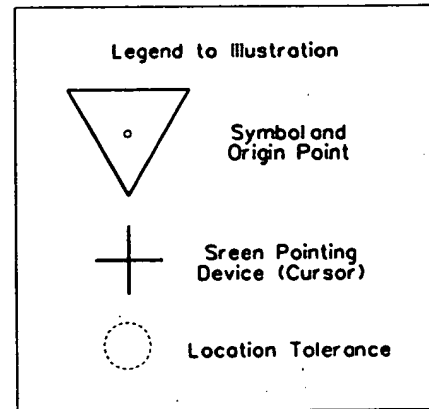 Legend to Illustration
Symbol and
Origin Point
Sreen Pointing
Device (Cursor)
Location Tolerance